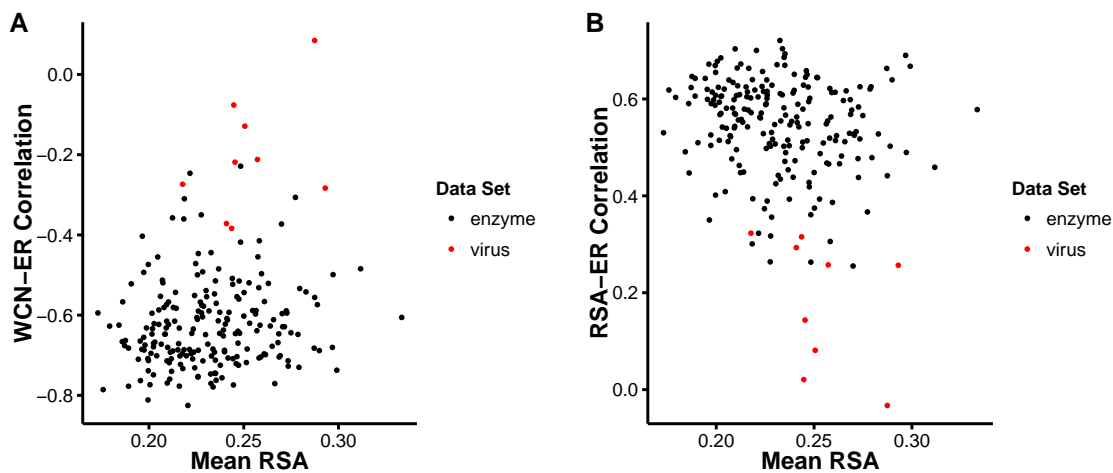 A
WCN−ER Correlation
0.0
−0.2
−0.4
−0.6
−0.8
0.20
0.25
0.30
Mean RSA
Data Set
enzyme
virus
B
RSA−ER Correlation
0.6
0.4
0.2
0.0
0.20
0.25
0.30
Mean RSA
Data Set
enzyme
virus